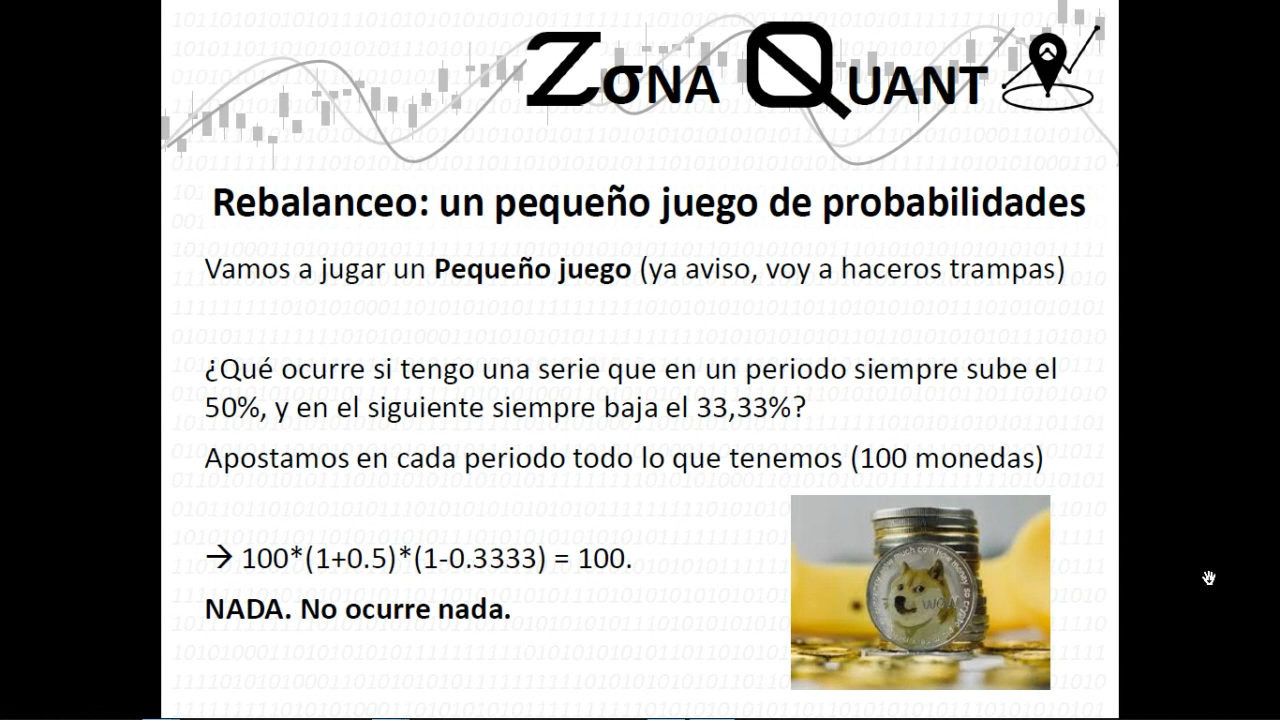 ZσNA QUANT
Rebalanceo: un pequeño juego de probabilidades
Vamos a jugar un Pequeño juego (ya aviso, voy a haceros trampas)
¿Qué ocurre si tengo una serie que en un periodo siempre sube el
50%, y en el siguiente siempre baja el 33,33%?
Apostamos en cada periodo todo lo que tenemos (100 monedas)
→ 100*(1+0.5)*(1-0.3333) = 100.
NADA. No ocurre nada.
wow